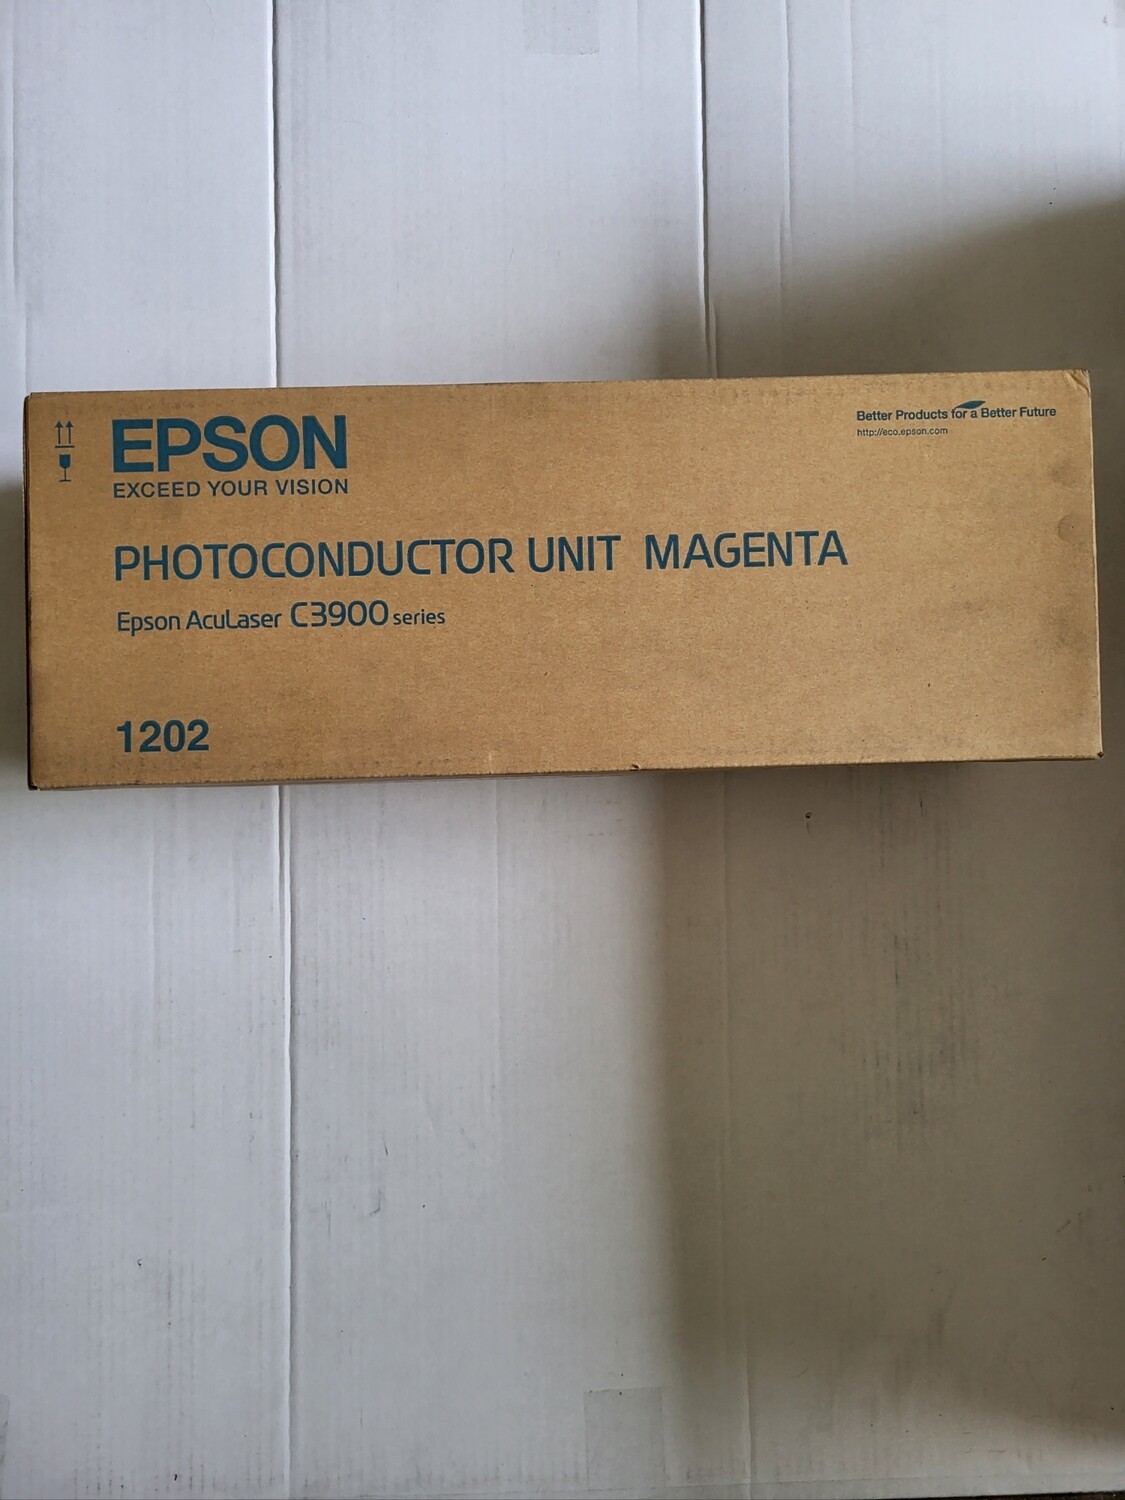 EPSON
EXCEED YOUR VISION
Better Products for a Better Future
http://eco.epson.com
PHOTOCONDUCTOR UNIT MAGENTA
Epson AcuLaser C3900 series
1202